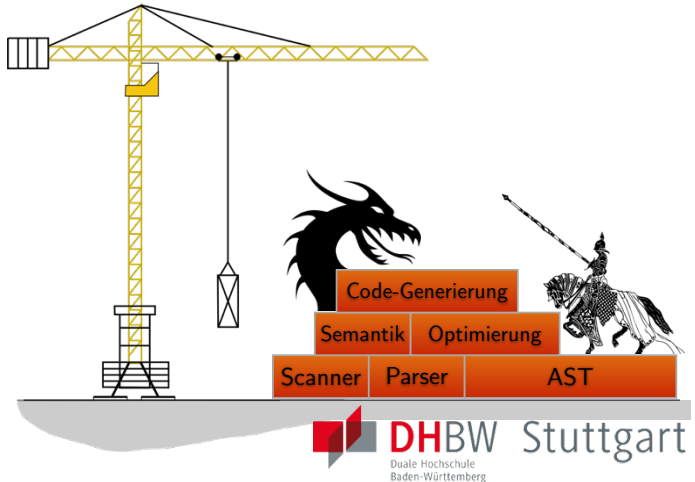 Code-Generierung
Semantik Optimierung
Scanner Parser AST
DHBW Stuttgart
Duale Hochschule
Baden-Württemberg